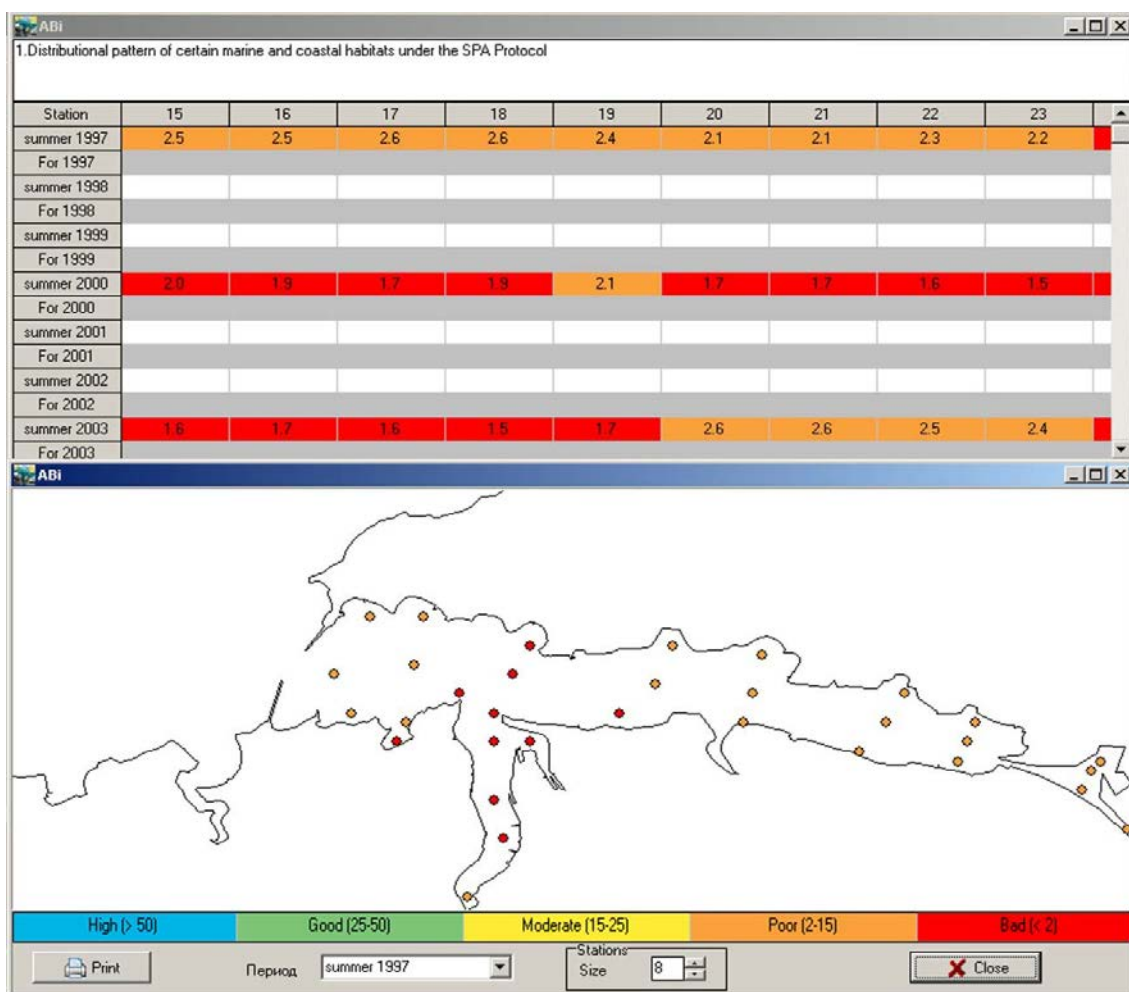 ABi
1.Distributional pattern of certain marine and coastal habitats under the SPA Protocol
Station 15 16 17 18 19 20 21 22 23
summer 1997 2.5 2.5 2.6 2.6 2.4 2.1 2.1 2.3 2.2
For 1997
summer 1998
For 1998
summer 1999
For 1999
summer 2000 2.0 1.9 1.7 1.9 2.1 1.7 1.7 1.6 1.5
For 2000
summer 2001
For 2001
summer 2002
For 2002
summer 2003 1.6 1.7 1.6 1.5 1.7 2.6 2.6 2.5 2.4
For 2003
ABi
High (> 50) Good (25-50) Moderate (15-25) Poor (2-15) Bad (< 2)
Print Период summer 1997 Stations Size 8 Close